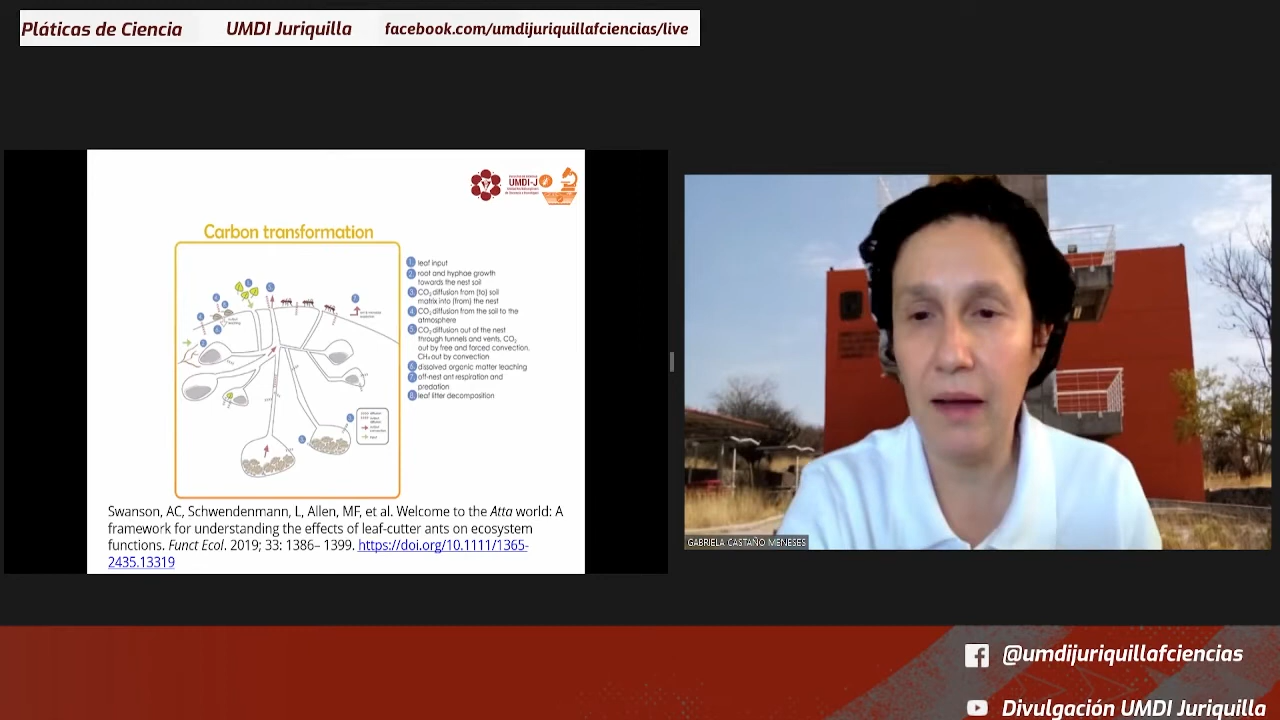 Pláticas de Ciencia
UMDI Juriquilla
facebook.com/umdijuriquillafciencias/live
UMDI-J
Carbon transformation
1 leaf input
2 root and hyphae growth
towards the nest soil
3 CO2 diffusion from (to) soil
matrix into (from) the nest
4 CO2 diffusion from the soil to the
atmosphere
5 CO2 diffusion out of the nest
through tunnels and vents, CO2
out by free and forced convection.
CH4 out by convection
6 dissolved organic matter leaching
7 off-nest ant respiration and
predation
8 leaf litter decomposition
Swanson, AC, Schwendenmann, L, Allen, MF, et al. Welcome to the Atta world: A
framework for understanding the effects of leaf-cutter ants on ecosystem
functions. Funct Ecol. 2019; 33: 1386– 1399. https://doi.org/10.1111/1365-
2435.13319
GABRIELA CASTAÑO MENESES
@umdijuriquillafciencias
Divulgación UMDI Juriquilla